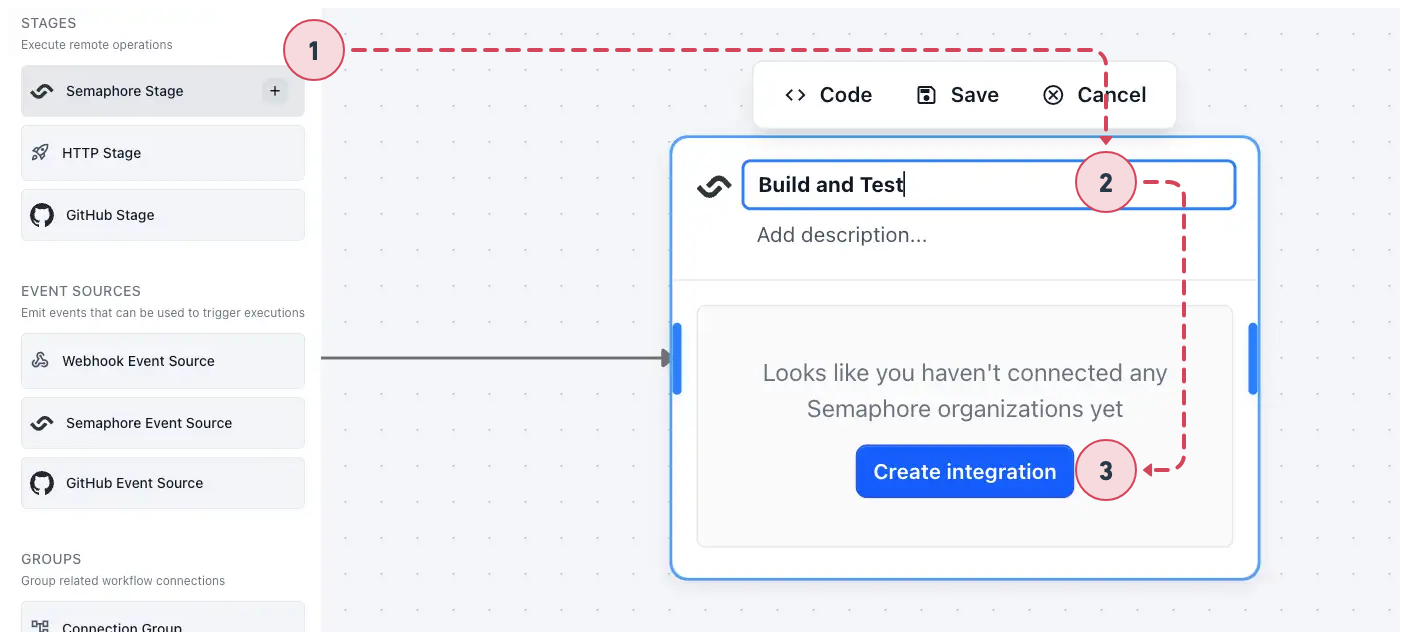 STAGES
Execute remote operations
Semaphore Stage +
HTTP Stage
GitHub Stage
EVENT SOURCES
Emit events that can be used to trigger executions
Webhook Event Source
Semaphore Event Source
GitHub Event Source
GROUPS
Group related workflow connections
Connection Group
1
Code Save Cancel
Build and Test
2
Add description...
Looks like you haven't connected any
Semaphore organizations yet
Create integration
3